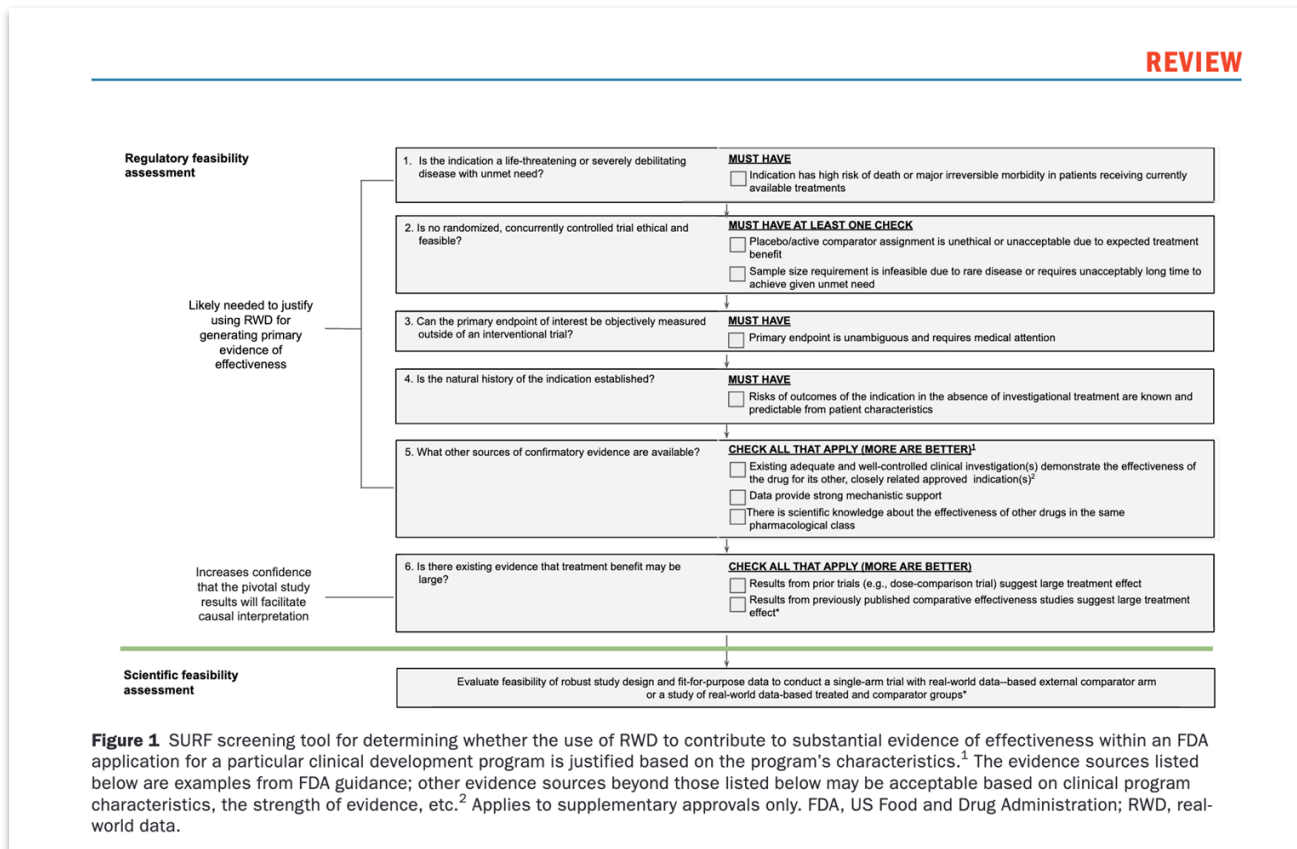 REVIEW
Regulatory feasibility
assessment
1. Is the indication a life-threatening or severely debilitating
disease with unmet need?
MUST HAVE
Indication has high risk of death or major irreversible morbidity in patients receiving currently
available treatments
2. Is no randomized, concurrently controlled trial ethical and
feasible?
MUST HAVE AT LEAST ONE CHECK
Placebo/active comparator assignment is unethical or unacceptable due to expected treatment
benefit
Sample size requirement is infeasible due to rare disease or requires unacceptably long time to
achieve given unmet need
Likely needed to justify
using RWD for
generating primary
evidence of
effectiveness
3. Can the primary endpoint of interest be objectively measured
outside of an interventional trial?
MUST HAVE
Primary endpoint is unambiguous and requires medical attention
4. Is the natural history of the indication established?
MUST HAVE
Risks of outcomes of the indication in the absence of investigational treatment are known and
predictable from patient characteristics
5. What other sources of confirmatory evidence are available?
CHECK ALL THAT APPLY (MORE ARE BETTER)¹
Existing adequate and well-controlled clinical investigation(s) demonstrate the effectiveness of
the drug for its other, closely related approved indication(s)²
Data provide strong mechanistic support
There is scientific knowledge about the effectiveness of other drugs in the same
pharmacological class
Increases confidence
that the pivotal study
results will facilitate
causal interpretation
6. Is there existing evidence that treatment benefit may be
large?
CHECK ALL THAT APPLY (MORE ARE BETTER)
Results from prior trials (e.g., dose-comparison trial) suggest large treatment effect
Results from previously published comparative effectiveness studies suggest large treatment
effect*
Scientific feasibility
assessment
Evaluate feasibility of robust study design and fit-for-purpose data to conduct a single-arm trial with real-world data--based external comparator arm
or a study of real-world data-based treated and comparator groups*
Figure 1 SURF screening tool for determining whether the use of RWD to contribute to substantial evidence of effectiveness within an FDA
application for a particular clinical development program is justified based on the program's characteristics.¹ The evidence sources listed
below are examples from FDA guidance; other evidence sources beyond those listed below may be acceptable based on clinical program
characteristics, the strength of evidence, etc.² Applies to supplementary approvals only. FDA, US Food and Drug Administration; RWD, real-
world data.